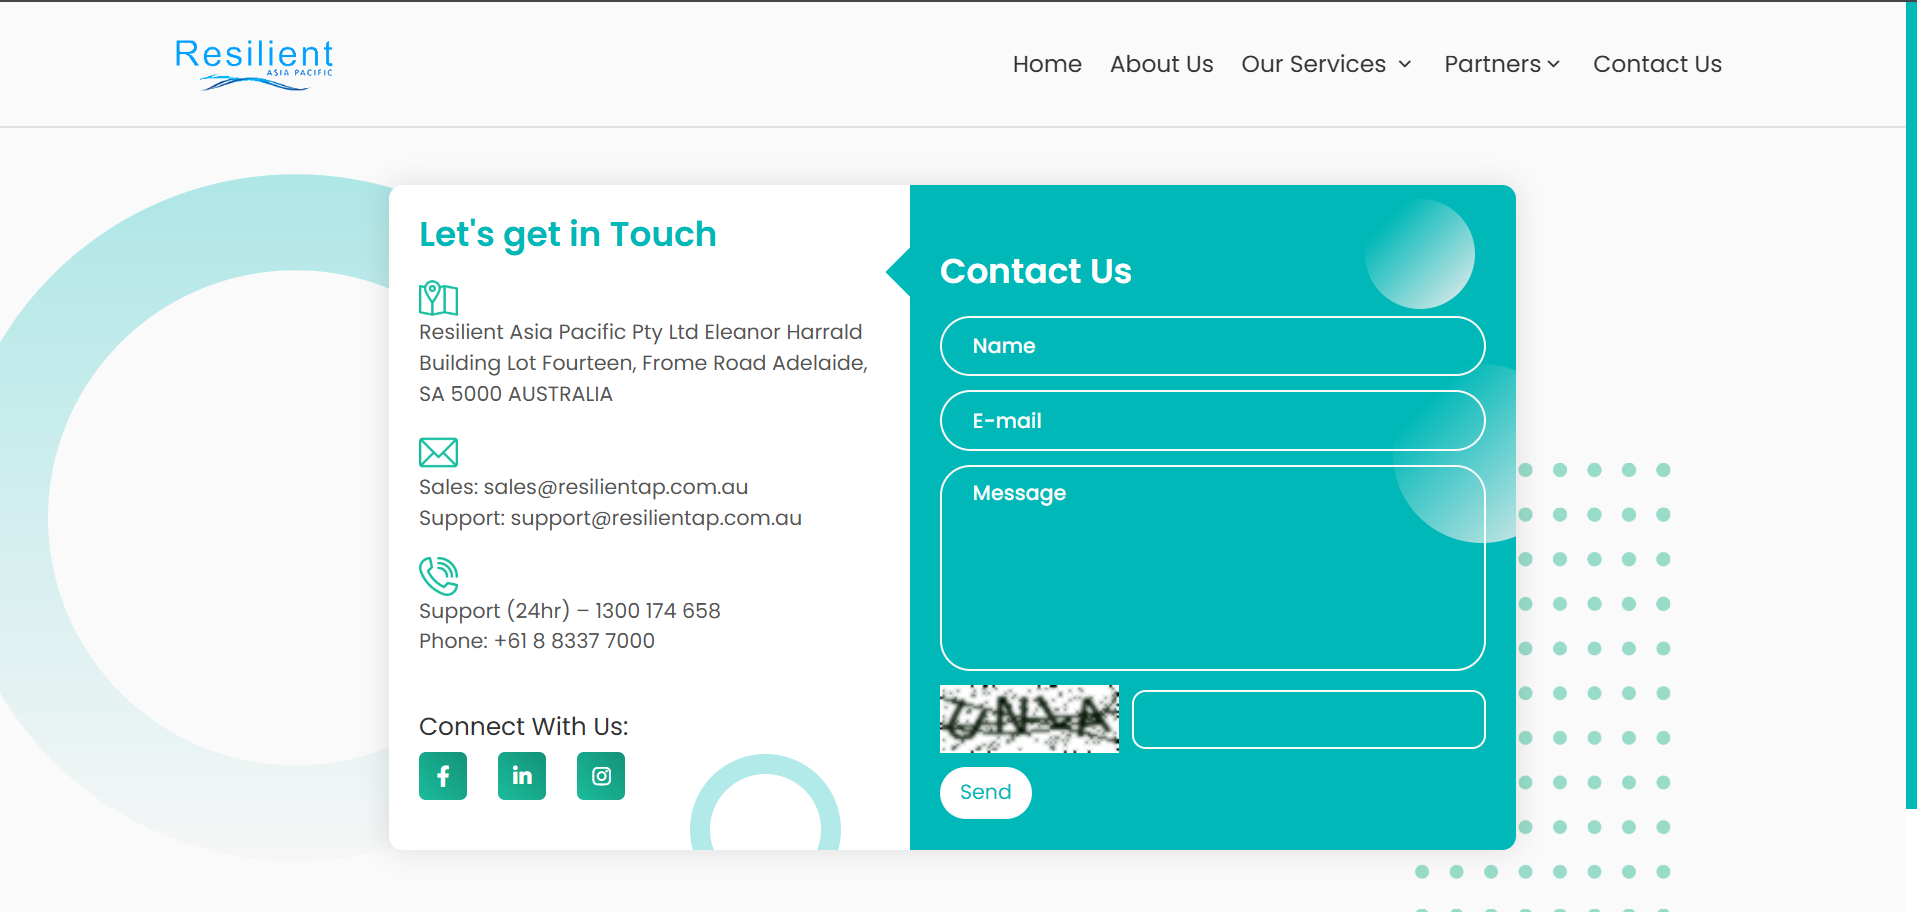 Resilient
ASIA PACIFIC
Home
About Us
Our Services
Partners
Contact Us
Let's get in Touch
Resilient Asia Pacific Pty Ltd Eleanor Harrald
Building Lot Fourteen, Frome Road Adelaide,
SA 5000 AUSTRALIA
Sales: sales@resilientap.com.au
Support: support@resilientap.com.au
Support (24hr) – 1300 174 658
Phone: +61 8 8337 7000
Connect With Us:
Contact Us
Name
E-mail
Message
Send